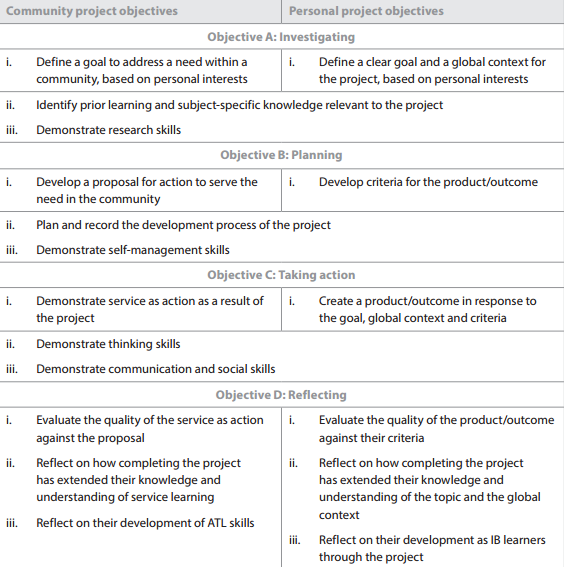 Community project objectives
Personal project objectives
Objective A: Investigating
i. Define a goal to address a need within a
community, based on personal interests
i. Define a clear goal and a global context for
the project, based on personal interests
ii. Identify prior learning and subject-specific knowledge relevant to the project
iii. Demonstrate research skills
Objective B: Planning
i. Develop a proposal for action to serve the
need in the community
i. Develop criteria for the product/outcome
ii. Plan and record the development process of the project
iii. Demonstrate self-management skills
Objective C: Taking action
i. Demonstrate service as action as a result of
the project
i. Create a product/outcome in response to
the goal, global context and criteria
ii. Demonstrate thinking skills
iii. Demonstrate communication and social skills
Objective D: Reflecting
i. Evaluate the quality of the service as action
against the proposal
ii. Reflect on how completing the project
has extended their knowledge and
understanding of service learning
iii. Reflect on their development of ATL skills
i. Evaluate the quality of the product/outcome
against their criteria
ii. Reflect on how completing the project
has extended their knowledge and
understanding of the topic and the global
context
iii. Reflect on their development as IB learners
through the project